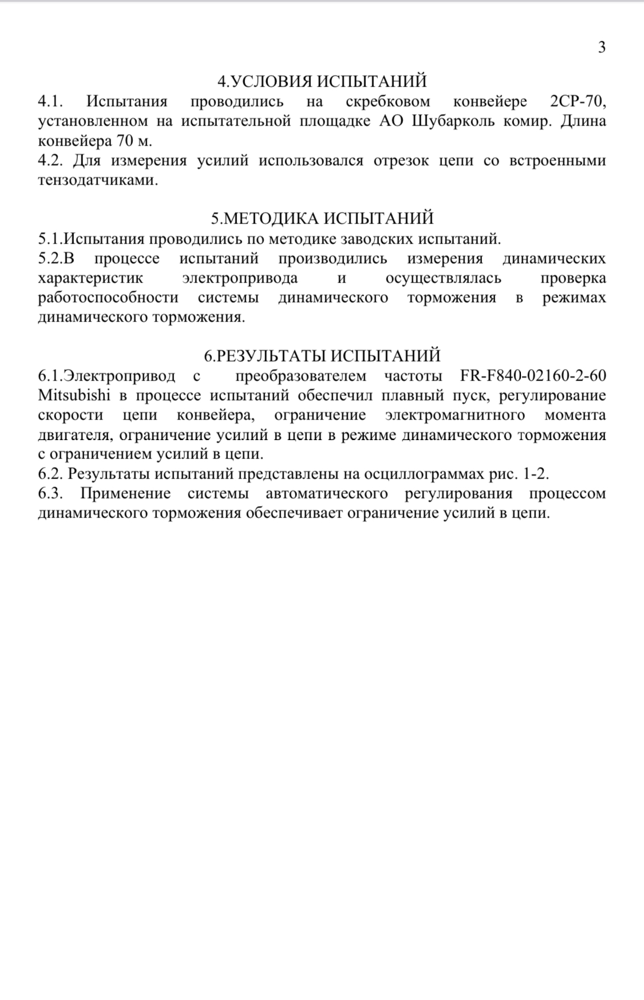 3
4.УСЛОВИЯ ИСПЫТАНИЙ
4.1. Испытания проводились на скребковом конвейере 2СР-70,
установленном на испытательной площадке АО Шубарколь комир. Длина
конвейера 70 м.
4.2. Для измерения усилий использовался отрезок цепи со встроенными
тензодатчиками.
5.МЕТОДИКА ИСПЫТАНИЙ
5.1.Испытания проводились по методике заводских испытаний.
5.2.В процессе испытаний производились измерения динамических
характеристик электропривода и осуществлялась проверка
работоспособности системы динамического торможения в режимах
динамического торможения.
6.РЕЗУЛЬТАТЫ ИСПЫТАНИЙ
6.1.Электропривод с преобразователем частоты FR-F840-02160-2-60
Mitsubishi в процессе испытаний обеспечил плавный пуск, регулирование
скорости цепи конвейера, ограничение электромагнитного момента
двигателя, ограничение усилий в цепи в режиме динамического торможения
с ограничением усилий в цепи.
6.2. Результаты испытаний представлены на осциллограммах рис. 1-2.
6.3. Применение системы автоматического регулирования процессом
динамического торможения обеспечивает ограничение усилий в цепи.